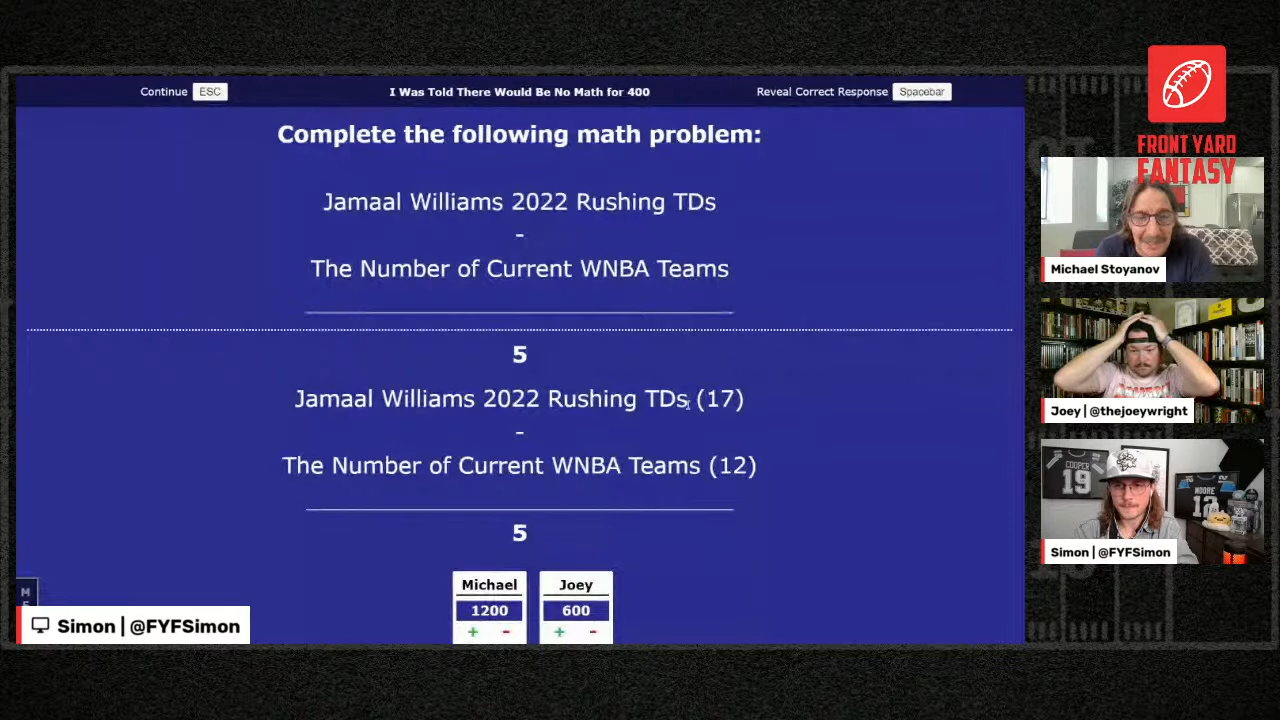 Continue ESC
I Was Told There Would Be No Math for 400
Reveal Correct Response Spacebar
Complete the following math problem:
Jamaal Williams 2022 Rushing TDs
-
The Number of Current WNBA Teams
5
Jamaal Williams 2022 Rushing TDs (17)
-
The Number of Current WNBA Teams (12)
5
Michael
1200
+ -
Joey
600
+ -
M
Simon | @FYFSimon
FRONT YARD
FANTASY
Michael Stoyanov
Joey | @thejoeywright
COOPER
19
MOORE
12
Simon | @FYFSimon